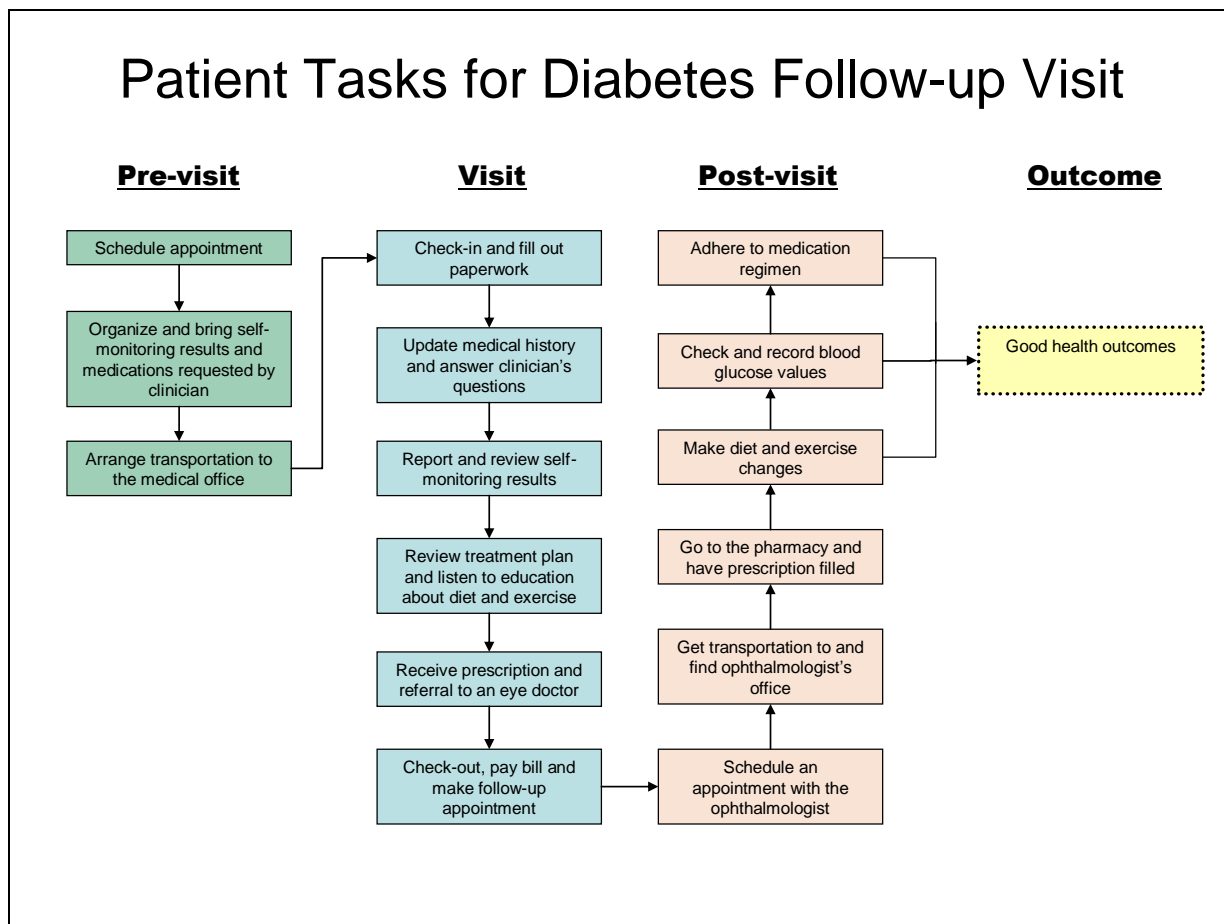 Patient Tasks for Diabetes Follow-up Visit
Pre-visit
Schedule appointment
Organize and bring self-
monitoring results and
medications requested by
clinician
Arrange transportation to
the medical office
Visit
Check-in and fill out
paperwork
Update medical history
and answer clinician's
questions
Report and review self-
monitoring results
Review treatment plan
and listen to education
about diet and exercise
Receive prescription and
referral to an eye doctor
Check-out, pay bill and
make follow-up
appointment
Post-visit
Adhere to medication
regimen
Check and record blood
glucose values
Make diet and exercise
changes
Go to the pharmacy and
have prescription filled
Get transportation to and
find ophthalmologist's
office
Schedule an
appointment with the
ophthalmologist
Outcome
Good health outcomes